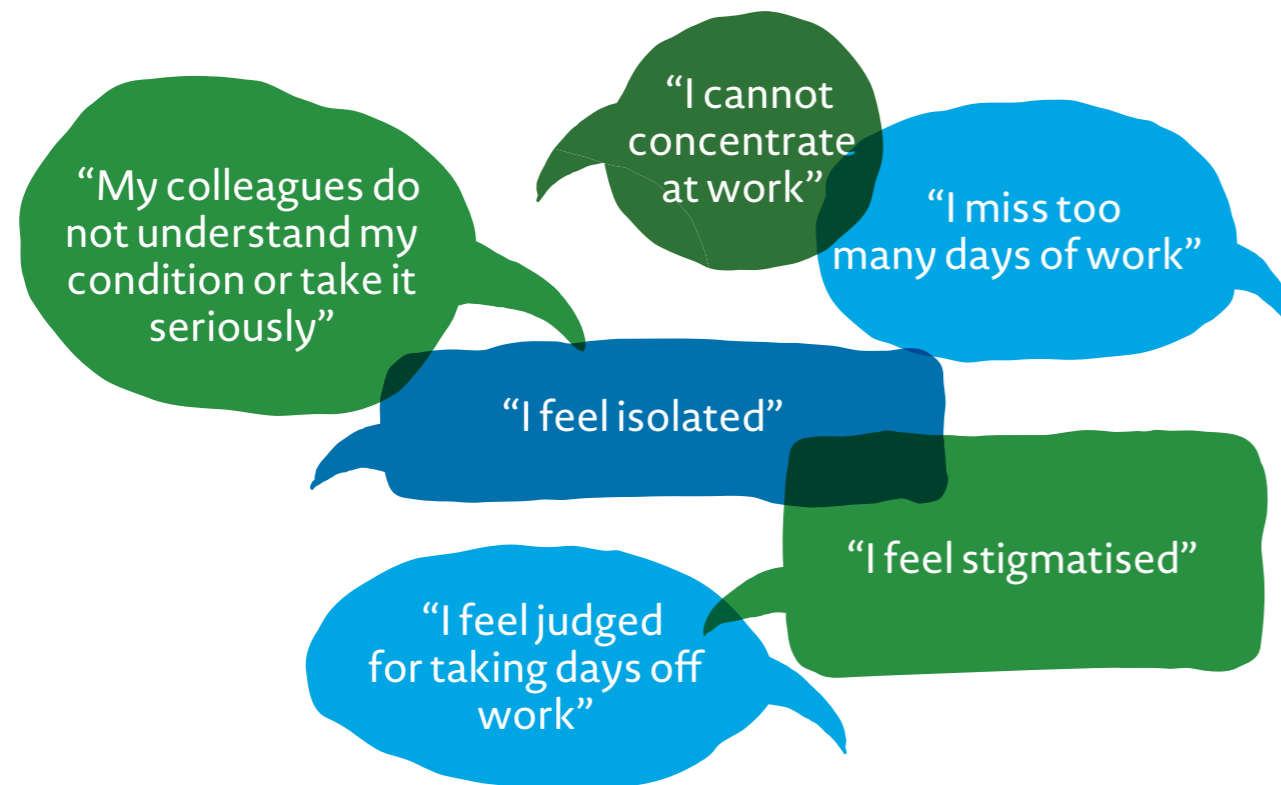 “My colleagues do
not understand my
condition or take it
seriously”
“I cannot
concentrate
at work”
“I miss too
many days of work”
“I feel isolated”
“I feel stigmatised”
“I feel judged
for taking days off
work”